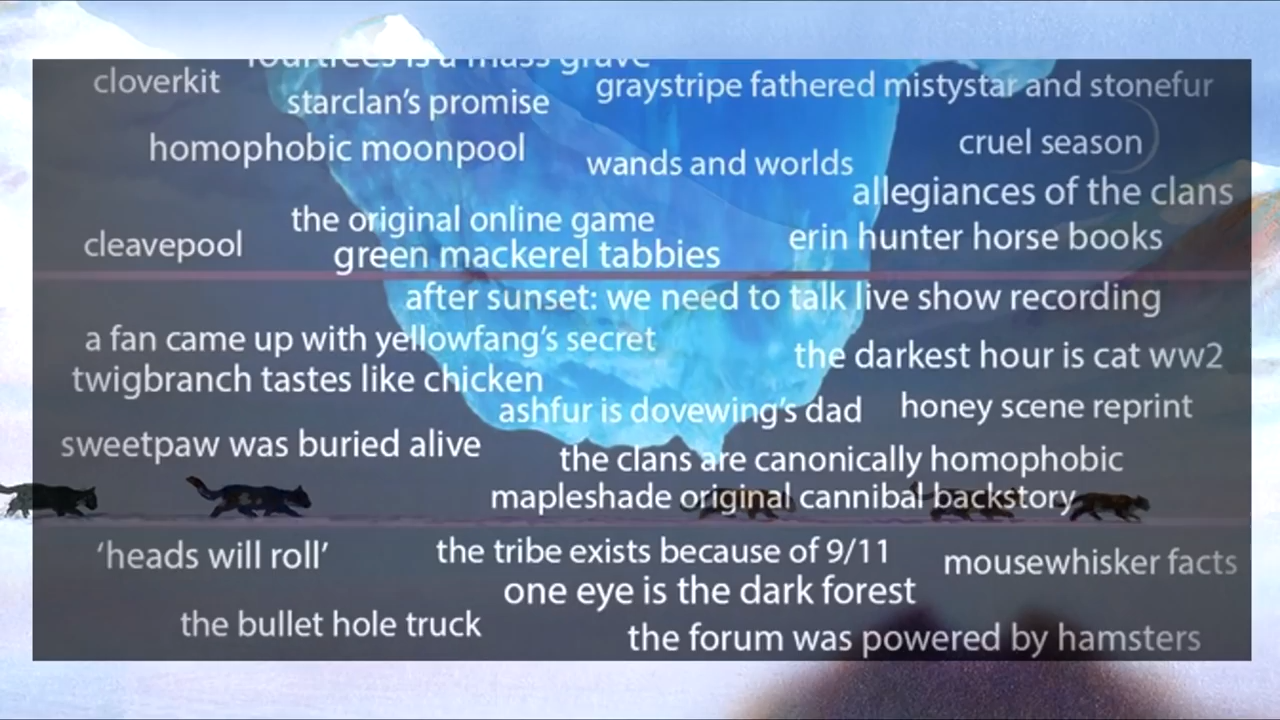 fourtrees is a mass grave
cloverkit
graystripe fathered mistystar and stonefur
starclan's promise
homophobic moonpool
cruel season
wands and worlds
allegiances of the clans
the original online game
cleavepool
erin hunter horse books
green mackerel tabbies
after sunset: we need to talk live show recording
a fan came up with yellowfang's secret
the darkest hour is cat ww2
twigbranch tastes like chicken
ashfur is dovewing's dad
honey scene reprint
sweetpaw was buried alive
the clans are canonically homophobic
mapleshade original cannibal backstory
'heads will roll'
the tribe exists because of 9/11
mousewhisker facts
one eye is the dark forest
the bullet hole truck
the forum was powered by hamsters